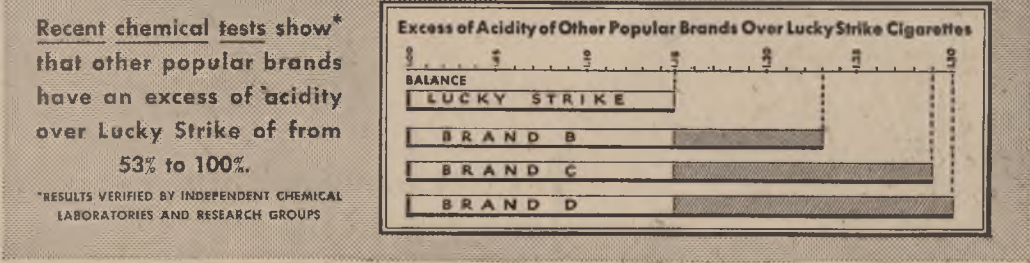 Recent chemical tests show*
that other popular brands
have an excess of acidity
over Lucky Strike of from
53% to 100%.
*RESULTS VERIFIED BY INDEPENDENT CHEMICAL
LABORATORIES AND RESEARCH GROUPS
Excess of Acidity of Other Popular Brands Over Lucky Strike Cigarettes
BALANCE
LUCKY STRIKE
BRAND B
BRAND C
BRAND D